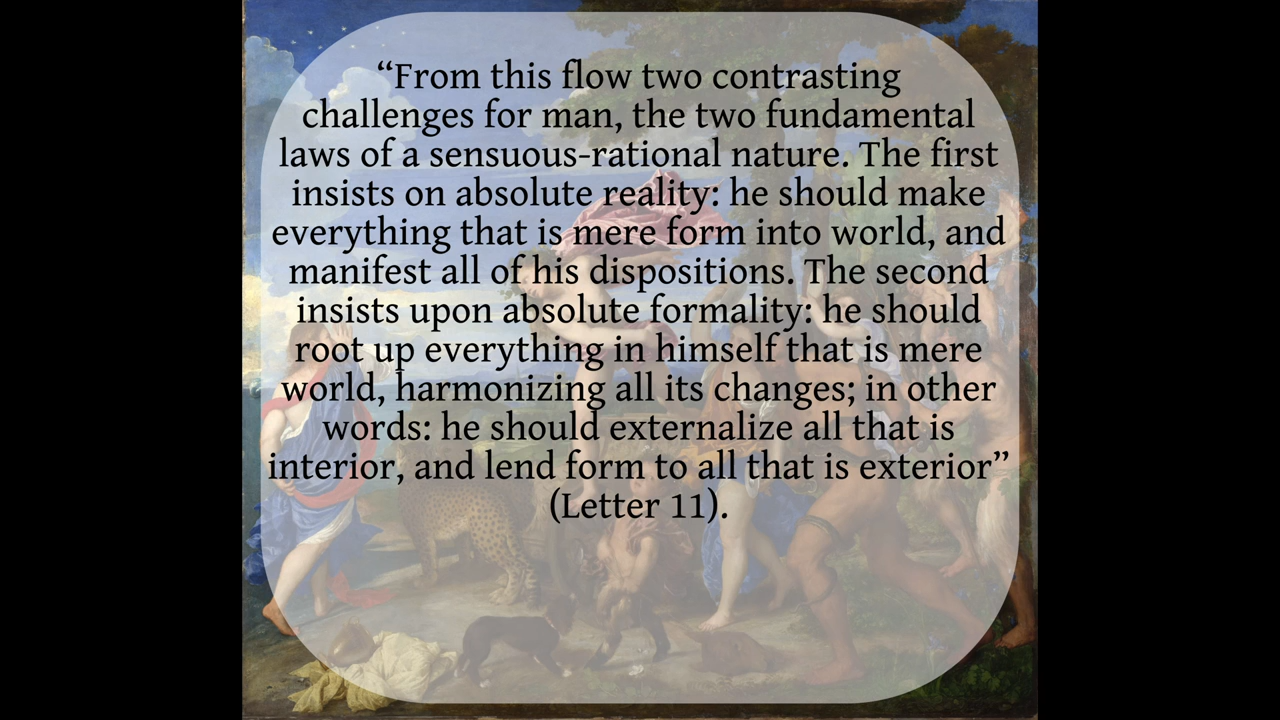 “From this flow two contrasting
challenges for man, the two fundamental
laws of a sensuous-rational nature. The first
insists on absolute reality: he should make
everything that is mere form into world, and
manifest all of his dispositions. The second
insists upon absolute formality: he should
root up everything in himself that is mere
world, harmonizing all its changes; in other
words: he should externalize all that is
interior, and lend form to all that is exterior”
(Letter 11).